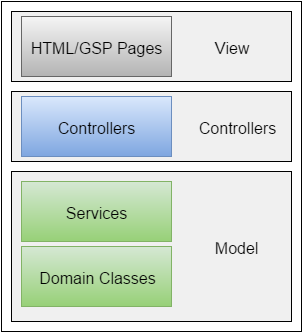 HTML/GSP Pages
View
Controllers
Controllers
Services
Model
Domain Classes